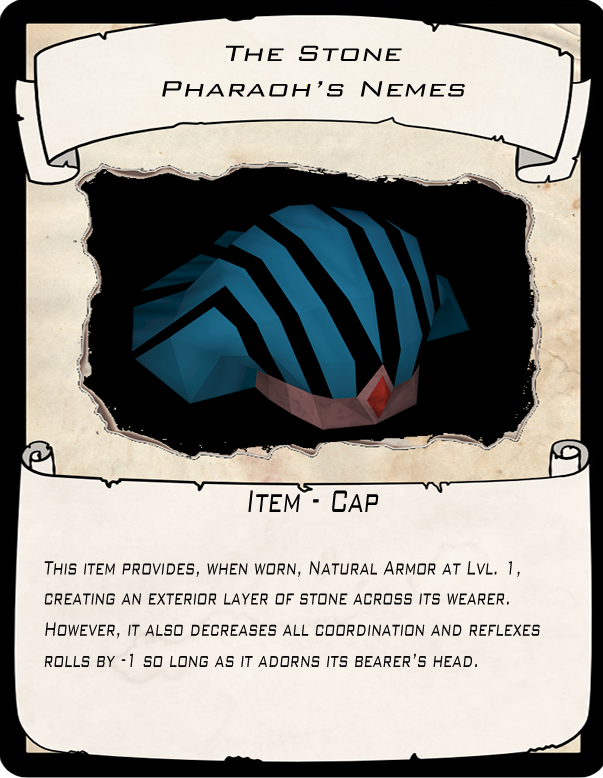 The Stone
Pharaoh's Nemes
Item - Cap
This item provides, when worn, Natural Armor at Lvl. 1,
creating an exterior layer of stone across its wearer.
However, it also decreases all coordination and reflexes
rolls by -1 so long as it adorns its bearer's head.